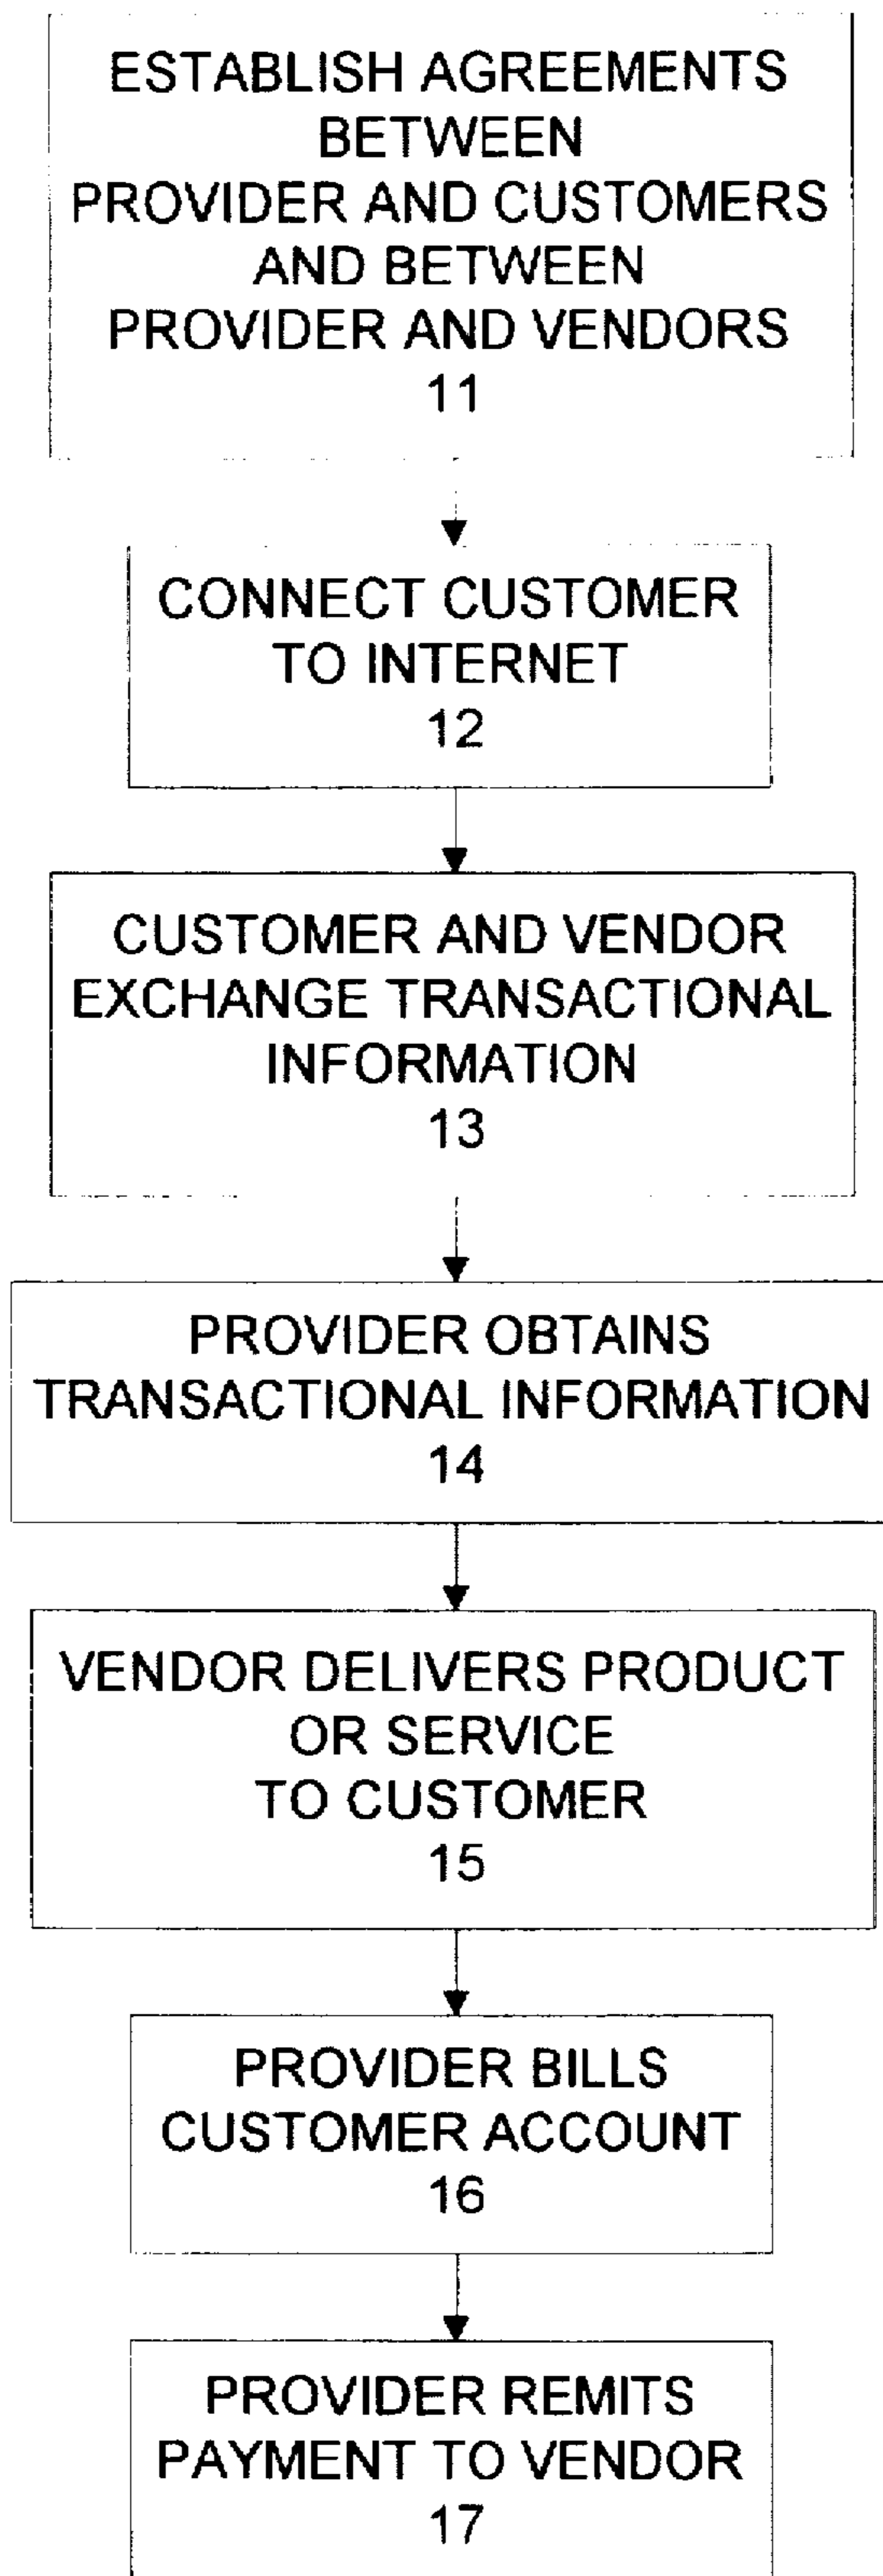 ESTABLISH AGREEMENTS
BETWEEN
PROVIDER AND CUSTOMERS
AND BETWEEN
PROVIDER AND VENDORS
11
CONNECT CUSTOMER
TO INTERNET
12
CUSTOMER AND VENDOR
EXCHANGE TRANSACTIONAL
INFORMATION
13
PROVIDER OBTAINS
TRANSACTIONAL INFORMATION
14
VENDOR DELIVERS PRODUCT
OR SERVICE
TO CUSTOMER
15
PROVIDER BILLS
CUSTOMER ACCOUNT
16
PROVIDER REMITS
PAYMENT TO VENDOR
17